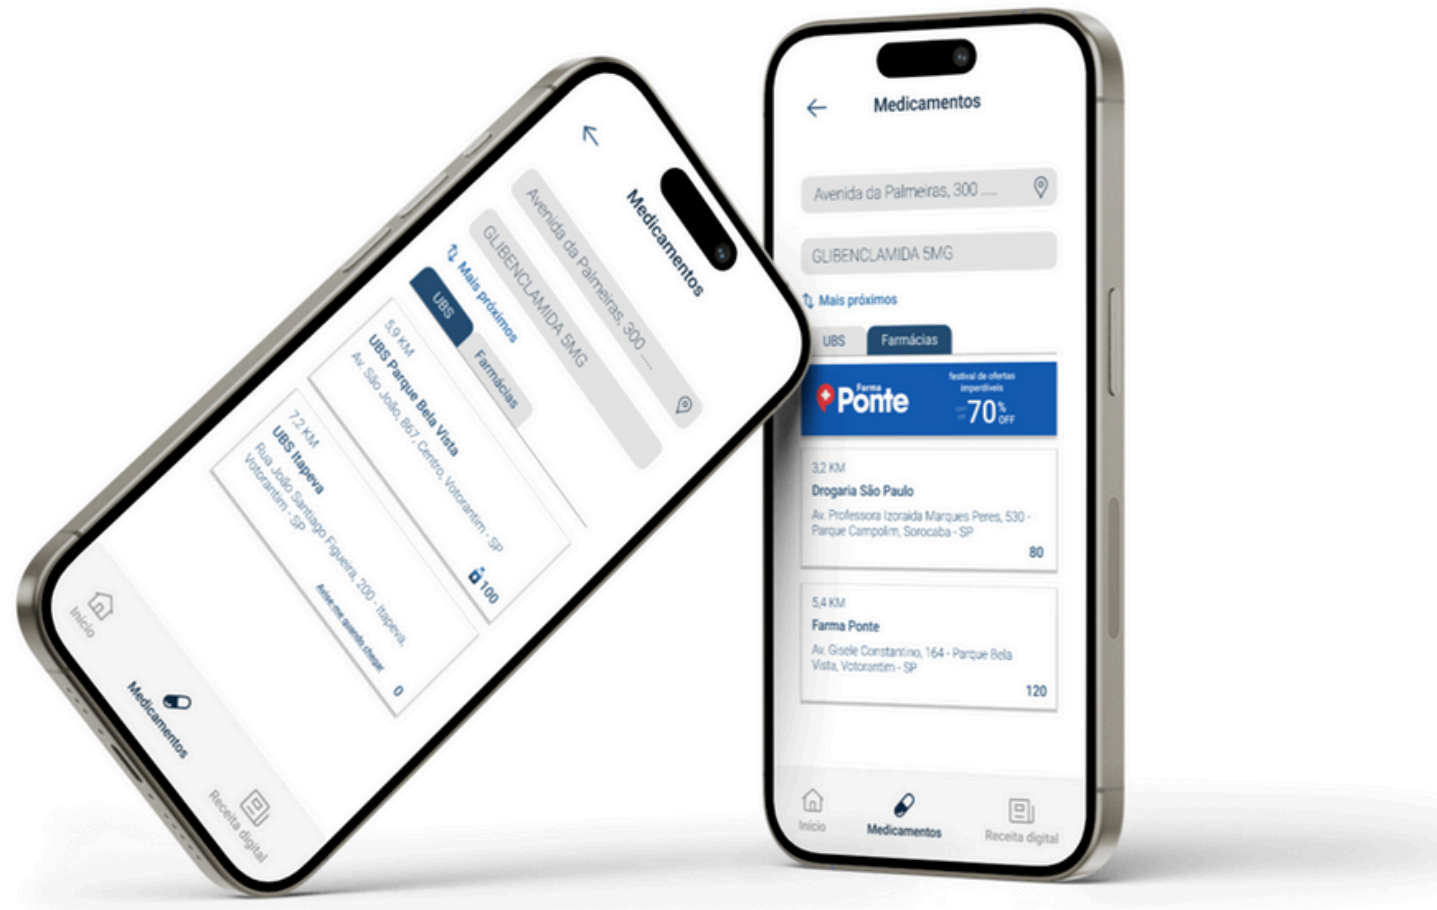 Medicamentos
Avenida da Palmeiras, 300 .....
GLIBENCLAMIDA 5MG
Mais próximos
UBS
Farmácias
5,9 KM
UBS Parque Bela Vista
Av. São João, 867, Centro, Votorantim - SP
100
7,2 KM
UBS Itapeva
Rua João Santiago Figueira, 200 - Itapeva,
Votorantim - SP
Avise-me quando chegar
0
Início
Medicamentos
Receita digital
Medicamentos
Avenida da Palmeiras, 300 .....
GLIBENCLAMIDA 5MG
Mais próximos
UBS
Farmácias
Farma
Ponte
festival de ofertas
imperdíveis
70% OFF
3,2 KM
Drogaria São Paulo
Av. Professora Izoraida Marques Peres, 530 -
Parque Campolim, Sorocaba - SP
80
5,4 KM
Farma Ponte
Av. Gisele Constantino, 164 - Parque Bela
Vista, Votorantim - SP
120
Início
Medicamentos
Receita digital